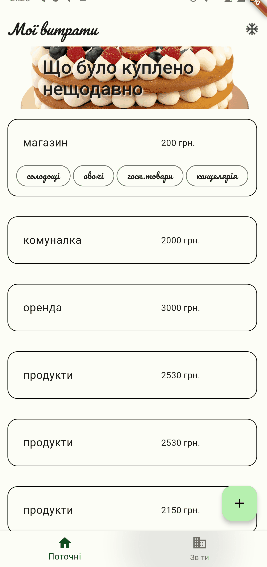 Мої витрати
Що було куплено
нещодавно
магазин 200 грн.
солодощі овочі госп.товари канцелярія
комуналка 2000 грн.
оренда 3000 грн.
продукти 2530 грн.
продукти 2530 грн.
продукти 2150 грн.
+
Поточні